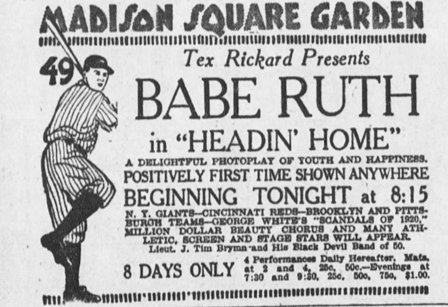 MADISON SQUARE GARDEN
49
Tex Rickard Presents
BABE RUTH
in "HEADIN' HOME"
A DELIGHTFUL PHOTOPLAY OF YOUTH AND HAPPINESS.
POSITIVELY FIRST TIME SHOWN ANYWHERE
BEGINNING TONIGHT at 8:15
N. Y. GIANTS—CINCINNATI REDS—BROOKLYN AND PITTS-
BURGH TEAMS—GEORGE WHITE'S "SCANDALS OF 1920,"
MILLION DOLLAR BEAUTY CHORUS AND MANY ATH-
LETIC, SCREEN AND STAGE STARS WILL APPEAR.
Lieut. J. Tim Brymn and His Black Devil Band of 50.
8 DAYS ONLY
4 Performances Daily Hereafter, Mats.
at 2 and 4, 25c, 50c.—Evenings at
7:30 and 9:30, 25c, 50c, 75c, $1.00.